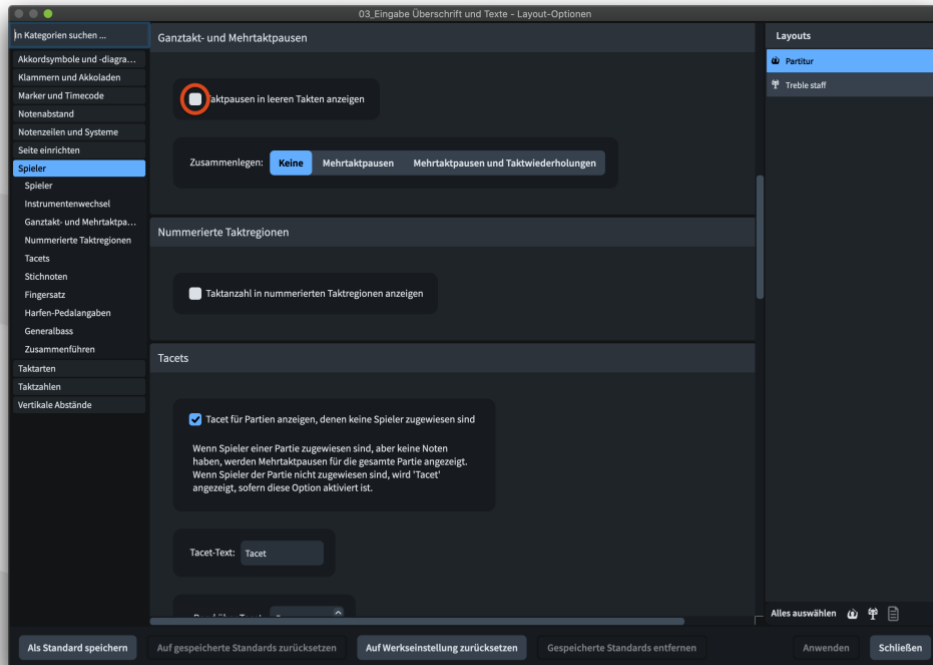 03_Eingabe Überschrift und Texte - Layout-Optionen
In Kategorien suchen ...
Akkordsymbole und -diagra...
Klammern und Akkoladen
Marker und Timecode
Notenabstand
Notenzeilen und Systeme
Seite einrichten
Spieler
Spieler
Instrumentenwechsel
Ganztakt- und Mehrtaktpa...
Nummerierte Taktregionen
Tacets
Stichnoten
Fingersatz
Harfen-Pedalangaben
Generalbass
Zusammenführen
Taktarten
Taktzahlen
Vertikale Abstände
Ganztakt- und Mehrtaktpausen
Taktpausen in leeren Takten anzeigen
Zusammenlegen: Keine Mehrtaktpausen Mehrtaktpausen und Taktwiederholungen
Nummerierte Taktregionen
Taktanzahl in nummerierten Taktregionen anzeigen
Tacets
Tacet für Partien anzeigen, denen keine Spieler zugewiesen sind
Wenn Spieler einer Partie zugewiesen sind, aber keine Noten
haben, werden Mehrtaktpausen für die gesamte Partie angezeigt.
Wenn Spieler der Partie nicht zugewiesen sind, wird 'Tacet'
angezeigt, sofern diese Option aktiviert ist.
Tacet-Text: Tacet
Layouts
Partitur
Treble staff
Alles auswählen
Als Standard speichern Auf gespeicherte Standards zurücksetzen Auf Werkseinstellung zurücksetzen Gespeicherte Standards entfernen Anwenden Schließen